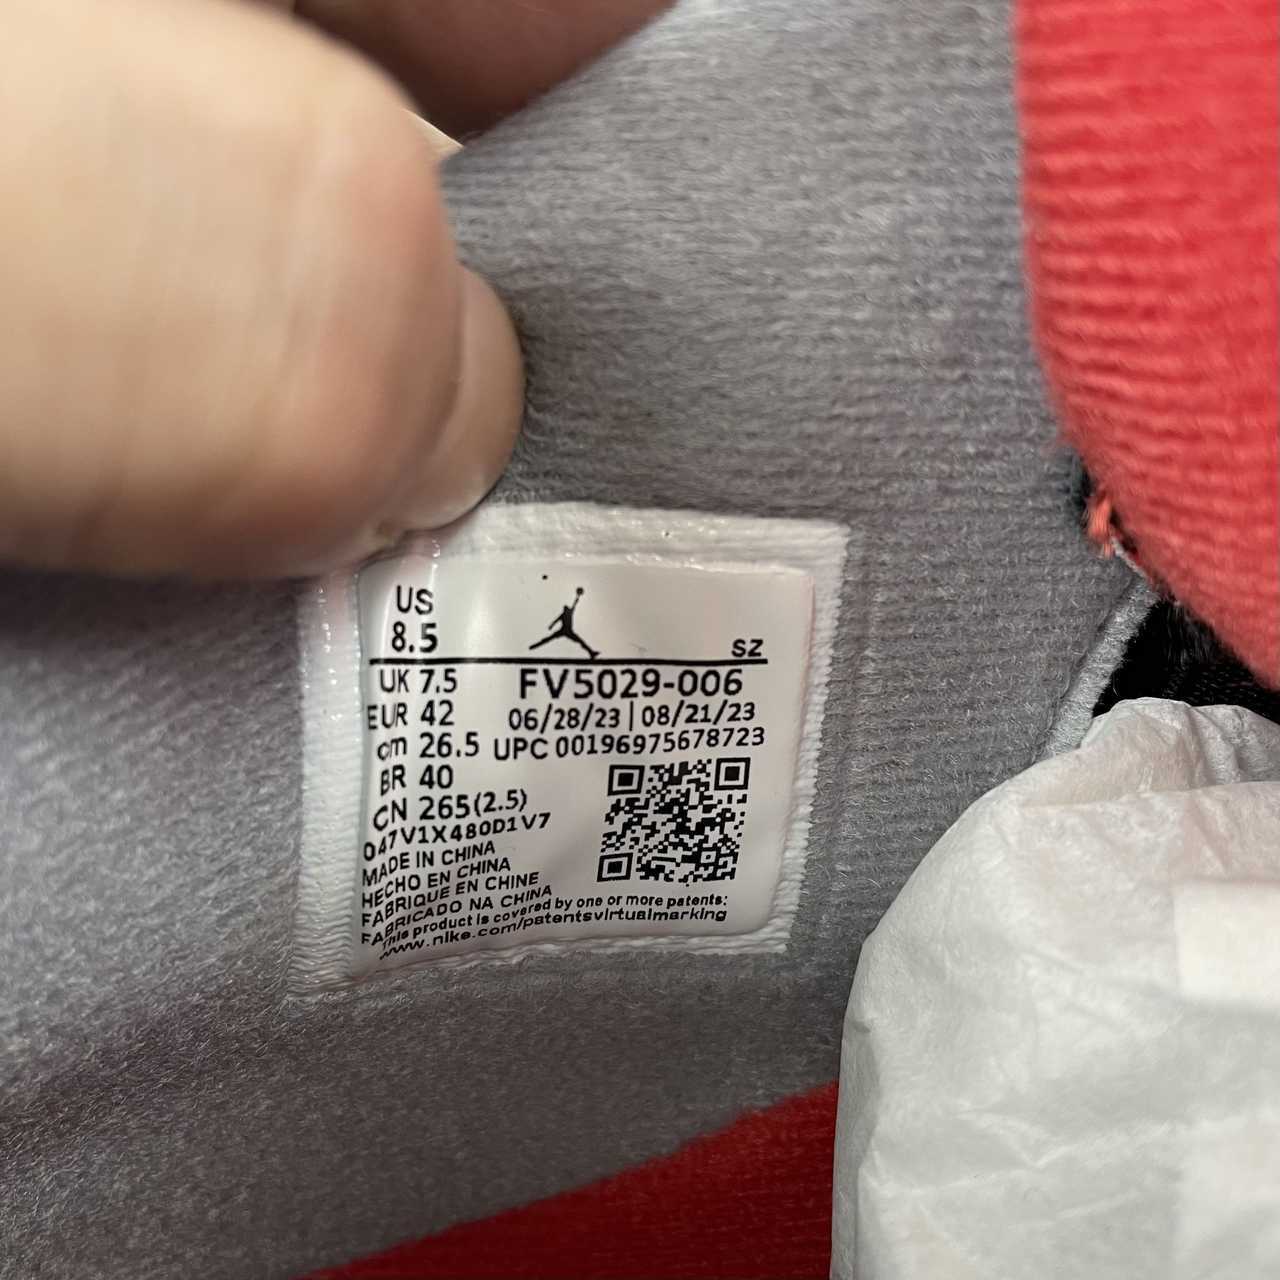 US
8.5
SZ
UK 7.5 FV5029-006
EUR 42 06/28/23 | 08/21/23
cm 26.5 UPC 00196975678723
BR 40
CN 265(2.5)
047V1X480D1V7
MADE IN CHINA
HECHO EN CHINA
FABRIQUE EN CHINE
FABRICADO NA CHINA
This product is covered by one or more patents:
www.nike.com/patentsvirtualmarking